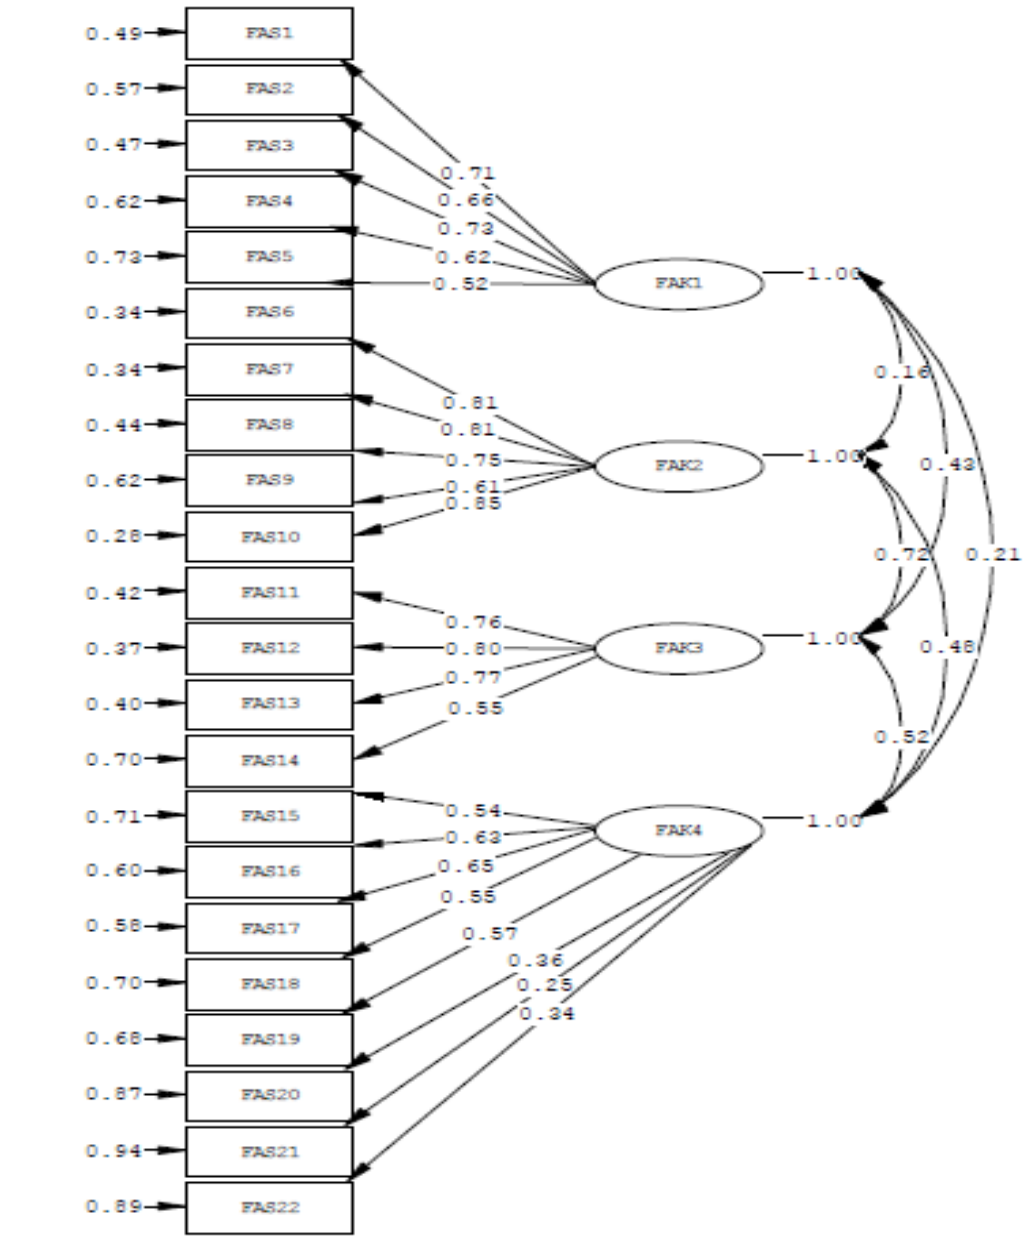 0.49 FAS1
0.57 FAS2
0.47 FAS3
0.71
0.62 FAS4
0.66
0.73
0.73 FAS5
0.62
0.52
FAK1
1.00
0.34 FAS6
0.34 FAS7
0.16
0.81
0.44 FAS8
0.81
0.75
FAK2
1.00
0.43
0.62 FAS9
0.61
0.85
0.28 FAS10
0.72
0.21
0.42 FAS11
0.76
0.37 FAS12
0.80
FAK3
1.00
0.48
0.77
0.40 FAS13
0.55
0.52
0.70 FAS14
0.54
0.71 FAS15
0.63
FAK4
1.00
0.65
0.60 FAS16
0.55
0.58 FAS17
0.57
0.36
0.70 FAS18
0.25
0.34
0.68 FAS19
0.87 FAS20
0.94 FAS21
0.89 FAS22